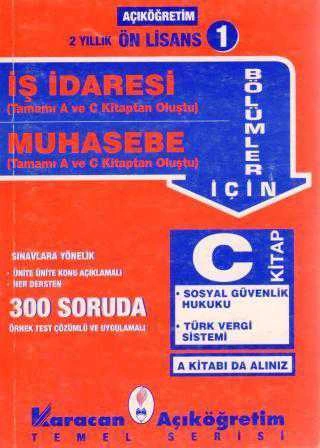 AÇIKÖĞRETİM
2 YILLIK ÖN LİSANS 1
İŞ İDARESİ
(Tamamı A ve C Kitaptan Oluştu)
MUHASEBE
(Tamamı A ve C Kitaptan Oluştu)
BÖLÜMLER
İÇİN
SINAVLARA YÖNELİK
· ÜNİTE ÜNİTE KONU AÇIKLAMALI
· HER DERSTEN
300 SORUDA
ÖRNEK TEST ÇÖZÜMLÜ VE UYGULAMALI
C
KİTAP
• SOSYAL GÜVENLİK
HUKUKU
• TÜRK VERGİ
SİSTEMİ
A KİTABI DA ALINIZ
Karacan Açıköğretim
TEMEL SERİSİ